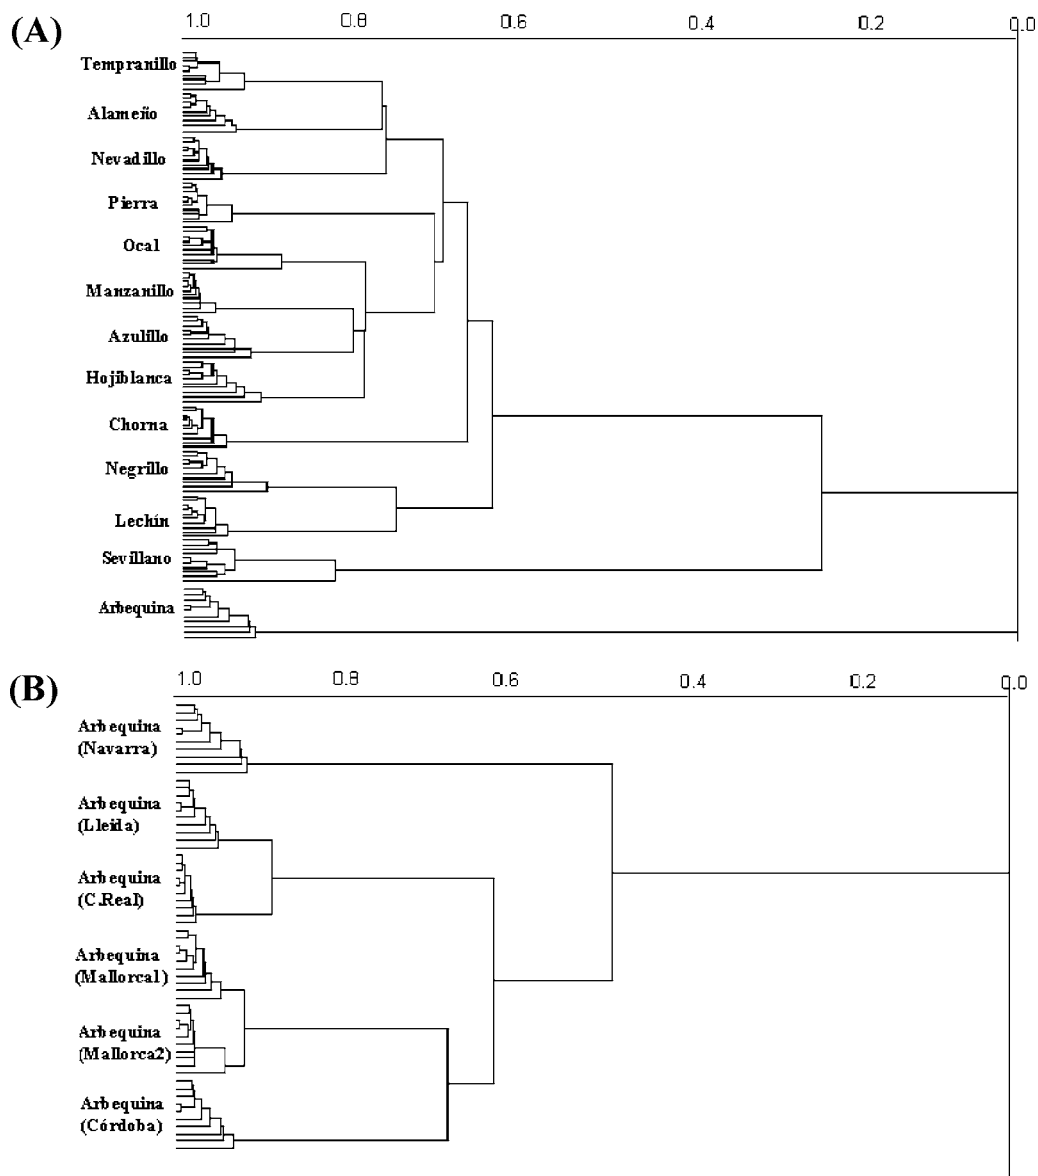 (A)
1.0 0.8 0.6 0.4 0.2 0.0
Tempranillo
Alameño
Nevadillo
Pierra
Ocal
Manzanillo
Azulillo
Hojiblanca
Chorna
Negrillo
Lechín
Sevillano
Arbequina
(B)
1.0 0.8 0.6 0.4 0.2 0.0
Arbequina
(Navarra)
Arbequina
(Lleida)
Arbequina
(C.Real)
Arbequina
(Mallorca1)
Arbequina
(Mallorca2)
Arbequina
(Córdoba)